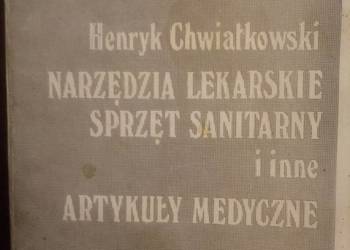 Henryk Chwiałkowski
NARZĘDZIA LEKARSKIE
SPRZĘT SANITARNY
i inne
ARTYKUŁY MEDYCZNE